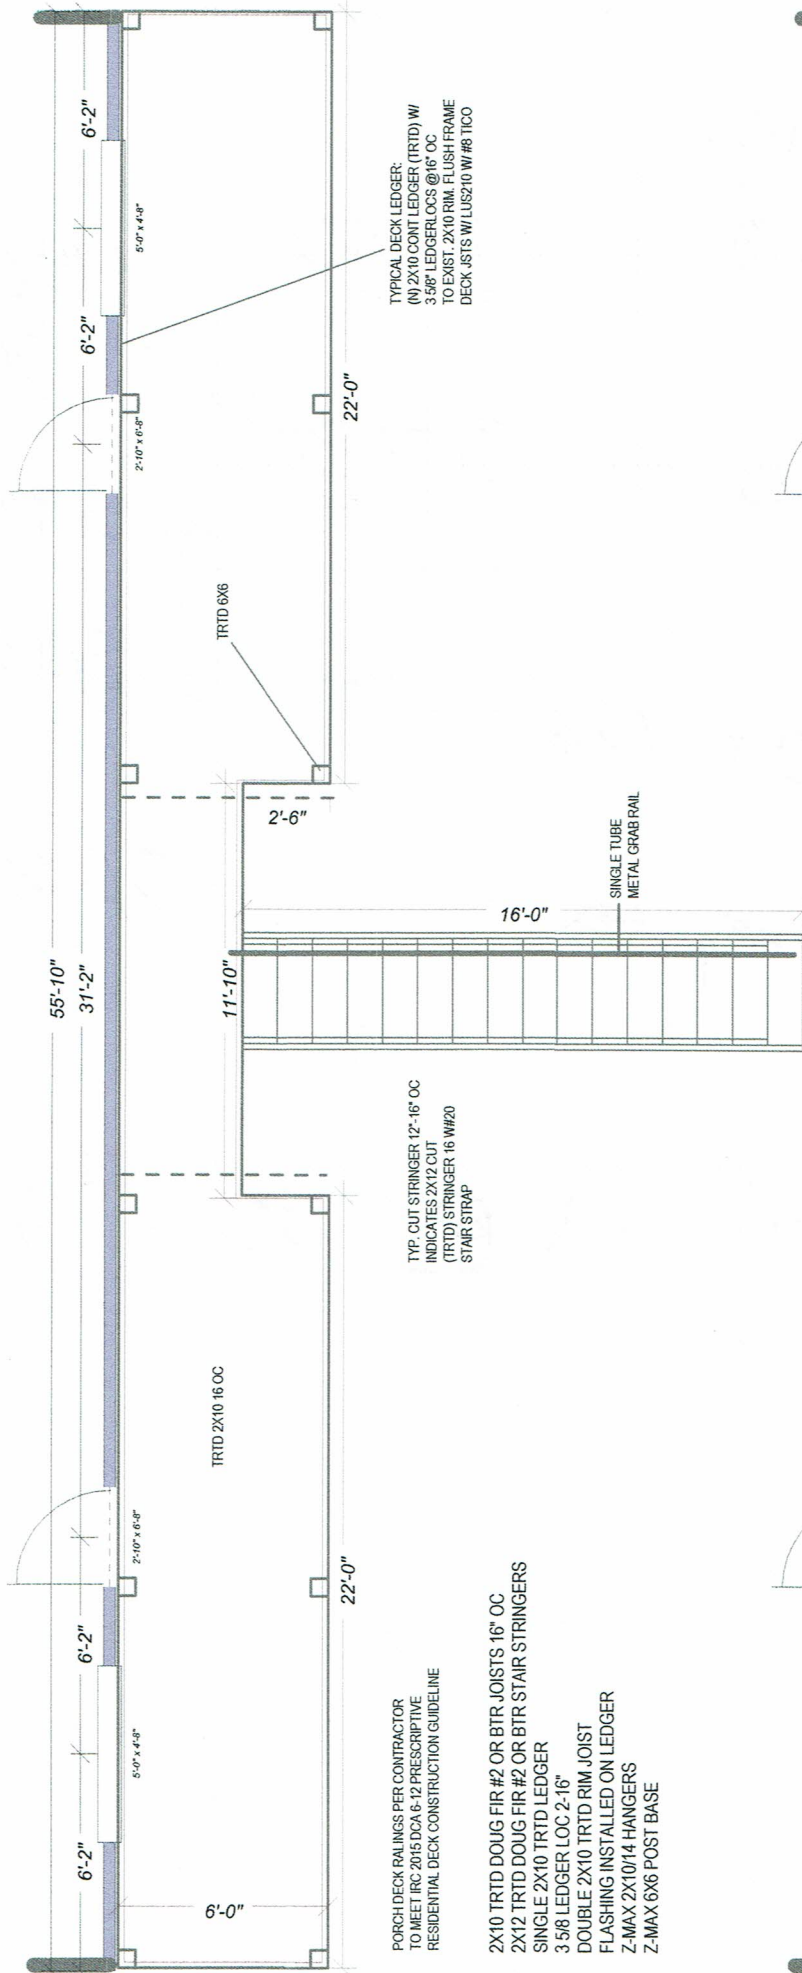 55'-10"
31'-2"
6'-2"
6'-2"
6'-2"
6'-2"
5'-0" x 4'-8"
2'-10" x 6'-8"
2'-10" x 6'-8"
5'-0" x 4'-8"
6'-0"
TRTD 2X10 16 OC
11'-10"
2'-6"
TRTD 6X6
22'-0"
22'-0"
16'-0"
PORCH DECK RALINGS PER CONTRACTOR
TO MEET IRC 2015 DCA 6-12 PRESCRIPTIVE
RESIDENTIAL DECK CONSTRUCTION GUIDELINE
TYP. CUT STRINGER 12"-16" OC
INDICATES 2X12 CUT
(TRTD) STRINGER 16 W#20
STAIR STRAP
SINGLE TUBE
METAL GRAB RAIL
TYPICAL DECK LEDGER:
(N) 2X10 CONT LEDGER (TRTD) W/
3 5/8" LEDGERLOCS @16" OC
TO EXIST. 2X10 RIM. FLUSH FRAME
DECK JSTS W/ LUS210 W/ #8 TICO
2X10 TRTD DOUG FIR #2 OR BTR JOISTS 16" OC
2X12 TRTD DOUG FIR #2 OR BTR STAIR STRINGERS
SINGLE 2X10 TRTD LEDGER
3 5/8 LEDGER LOC 2-16"
DOUBLE 2X10 TRTD RIM JOIST
FLASHING INSTALLED ON LEDGER
Z-MAX 2X10/14 HANGERS
Z-MAX 6X6 POST BASE